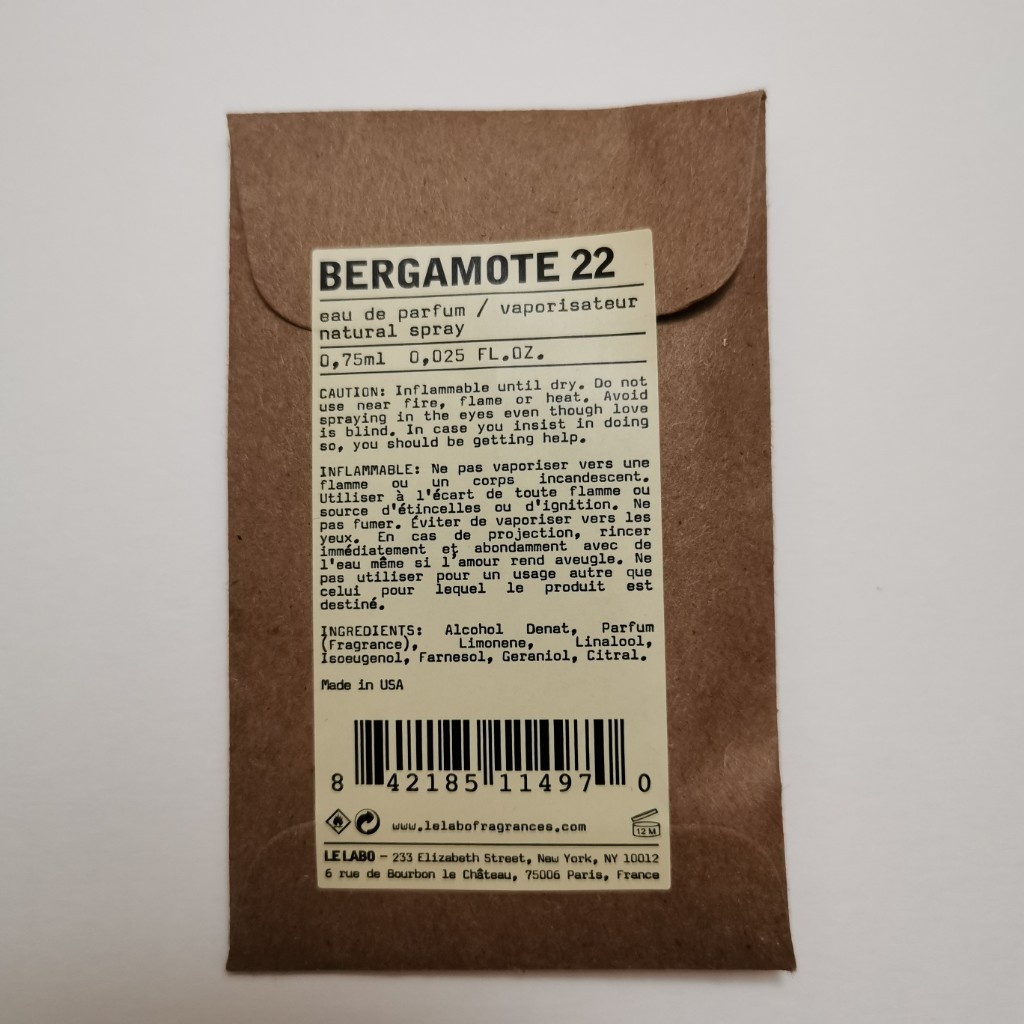 BERGAMOTE 22
eau de parfum / vaporisateur
natural spray
0,75ml 0,025 FL.OZ.
CAUTION: Inflammable until dry. Do not
use near fire, flame or heat. Avoid
spraying in the eyes even though love
is blind. In case you insist in doing
so, you should be getting help.
INFLAMMABLE: Ne pas vaporiser vers une
flamme ou un corps incandescent.
Utiliser à l'écart de toute flamme ou
source d'étincelles ou d'ignition. Ne
pas fumer. Éviter de vaporiser vers les
yeux. En cas de projection, rincer
immédiatement et abondamment avec de
l'eau même si l'amour rend aveugle. Ne
pas utiliser pour un usage autre que
celui pour lequel le produit est
destiné.
INGREDIENTS: Alcohol Denat, Parfum
(Fragrance), Limonene, Linalool,
Isoeugenol, Farnesol, Geraniol, Citral.
Made in USA
8 42185 11497 0
www.lelabofragrances.com
12 M
LE LABO – 233 Elizabeth Street, New York, NY 10012
6 rue de Bourbon le Château, 75006 Paris, France